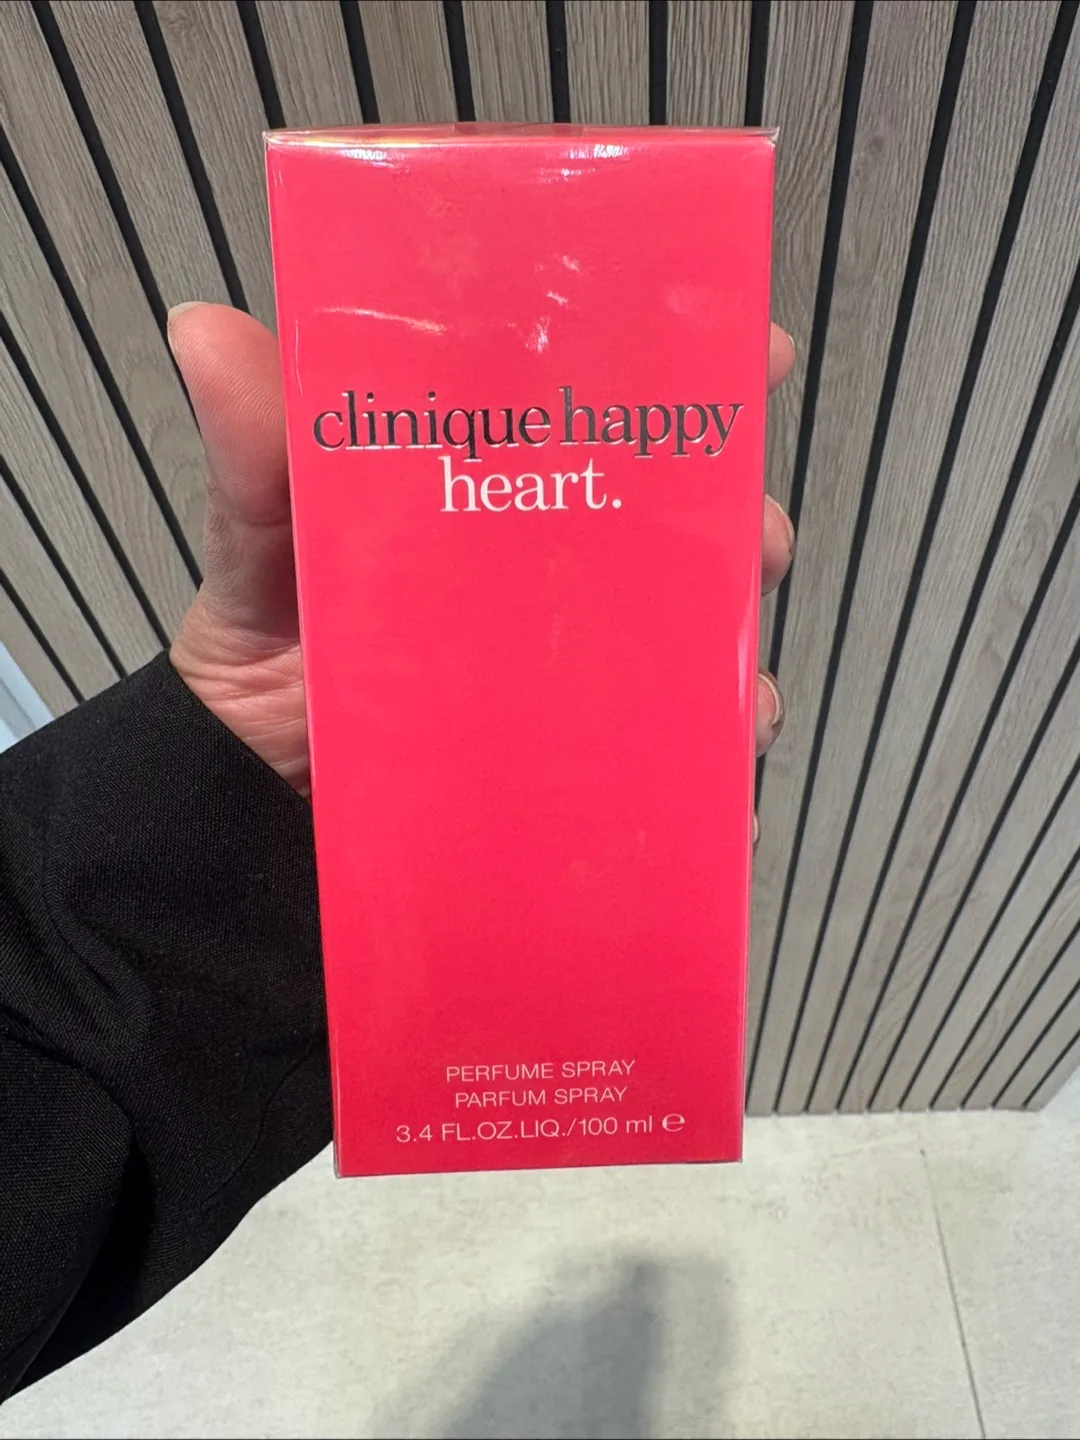 clinique happy
heart.
PERFUME SPRAY
PARFUM SPRAY
3.4 FL.OZ.LIQ./100 ml ℮